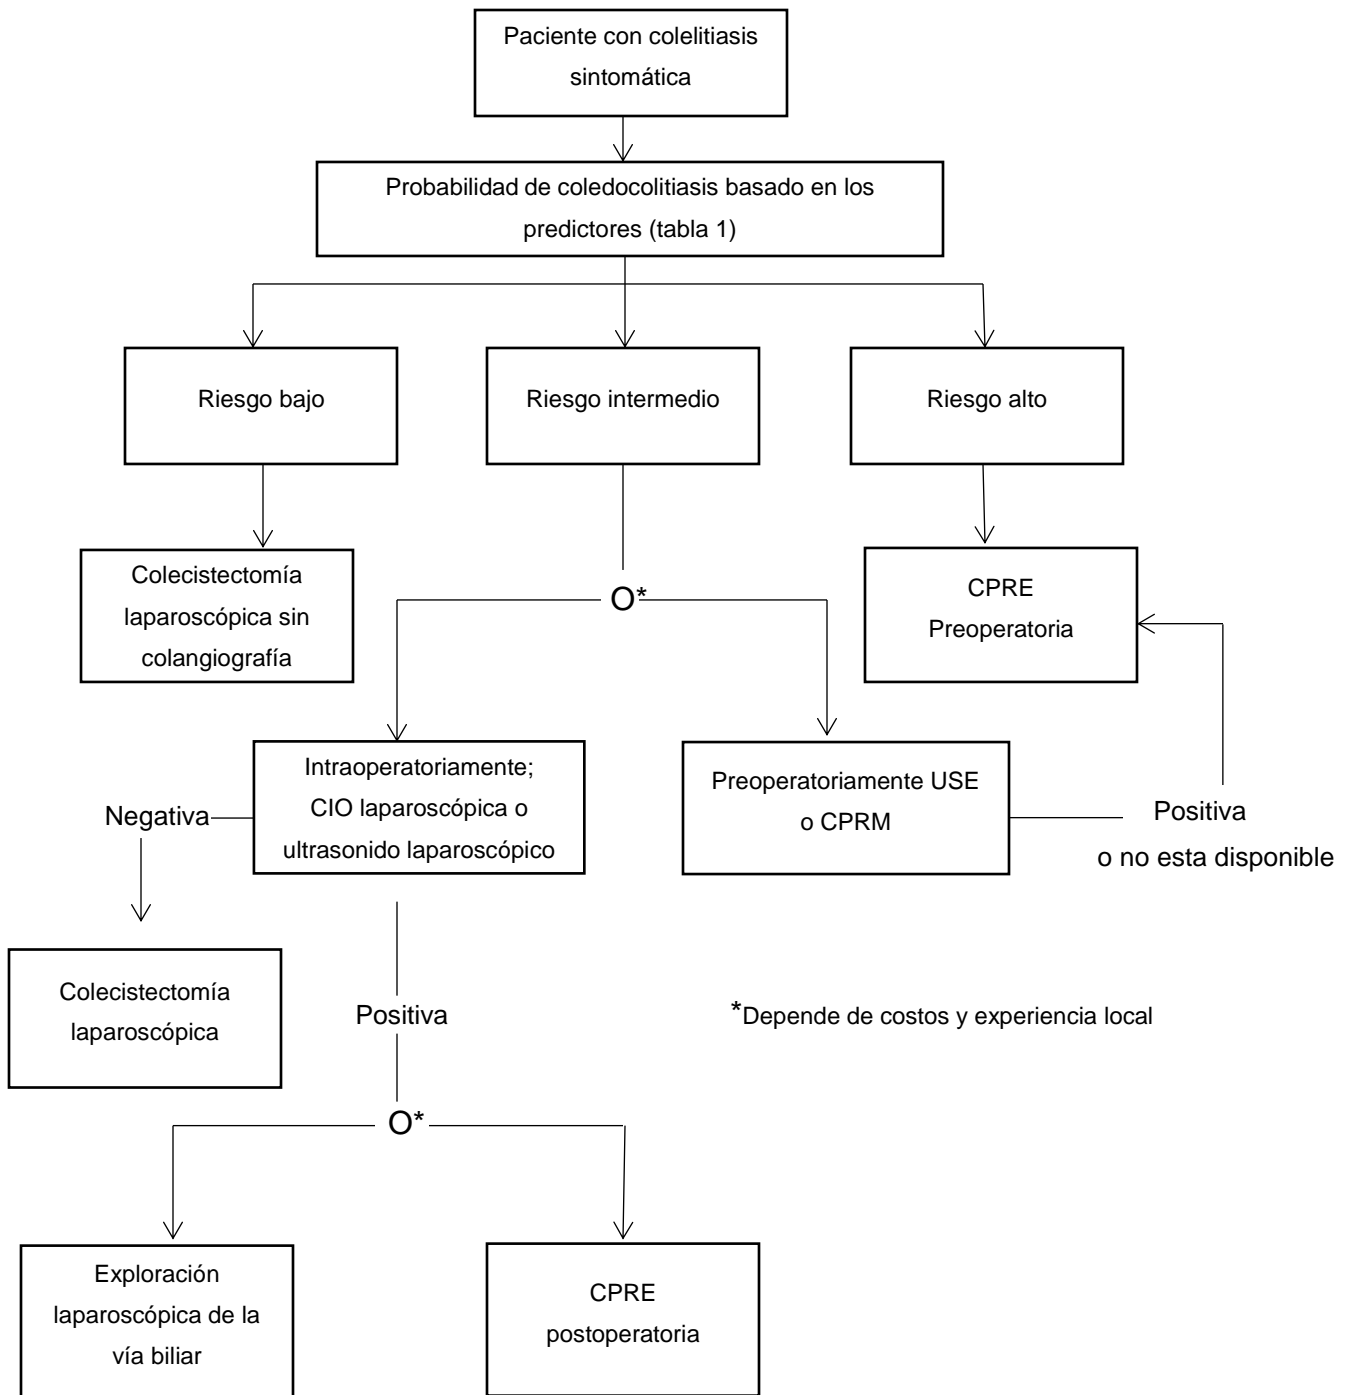 Paciente con colelitiasis
sintomática
Probabilidad de coledocolitiasis basado en los
predictores (tabla 1)
Riesgo bajo
Riesgo intermedio
Riesgo alto
Colecistectomía
laparoscópica sin
colangiografía
O*
CPRE
Preoperatoria
Intraoperatoriamente;
CIO laparoscópica o
ultrasonido laparoscópico
Preoperatoriamente USE
o CPRM
Negativa
Positiva
o no esta disponible
Colecistectomía
laparoscópica
Positiva
*Depende de costos y experiencia local
O*
Exploración
laparoscópica de la
vía biliar
CPRE
postoperatoria